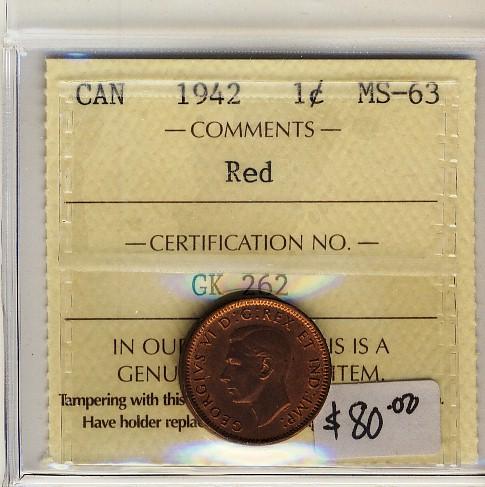 CAN 1942 1¢ MS-63
— COMMENTS —
Red
— CERTIFICATION NO. —
GK 262
IN OU IS IS A
GENU ITEM.
Tampering with this
Have holder repla
GEORGIVS VI D:G:REX ET IND:IMP:
$80.00